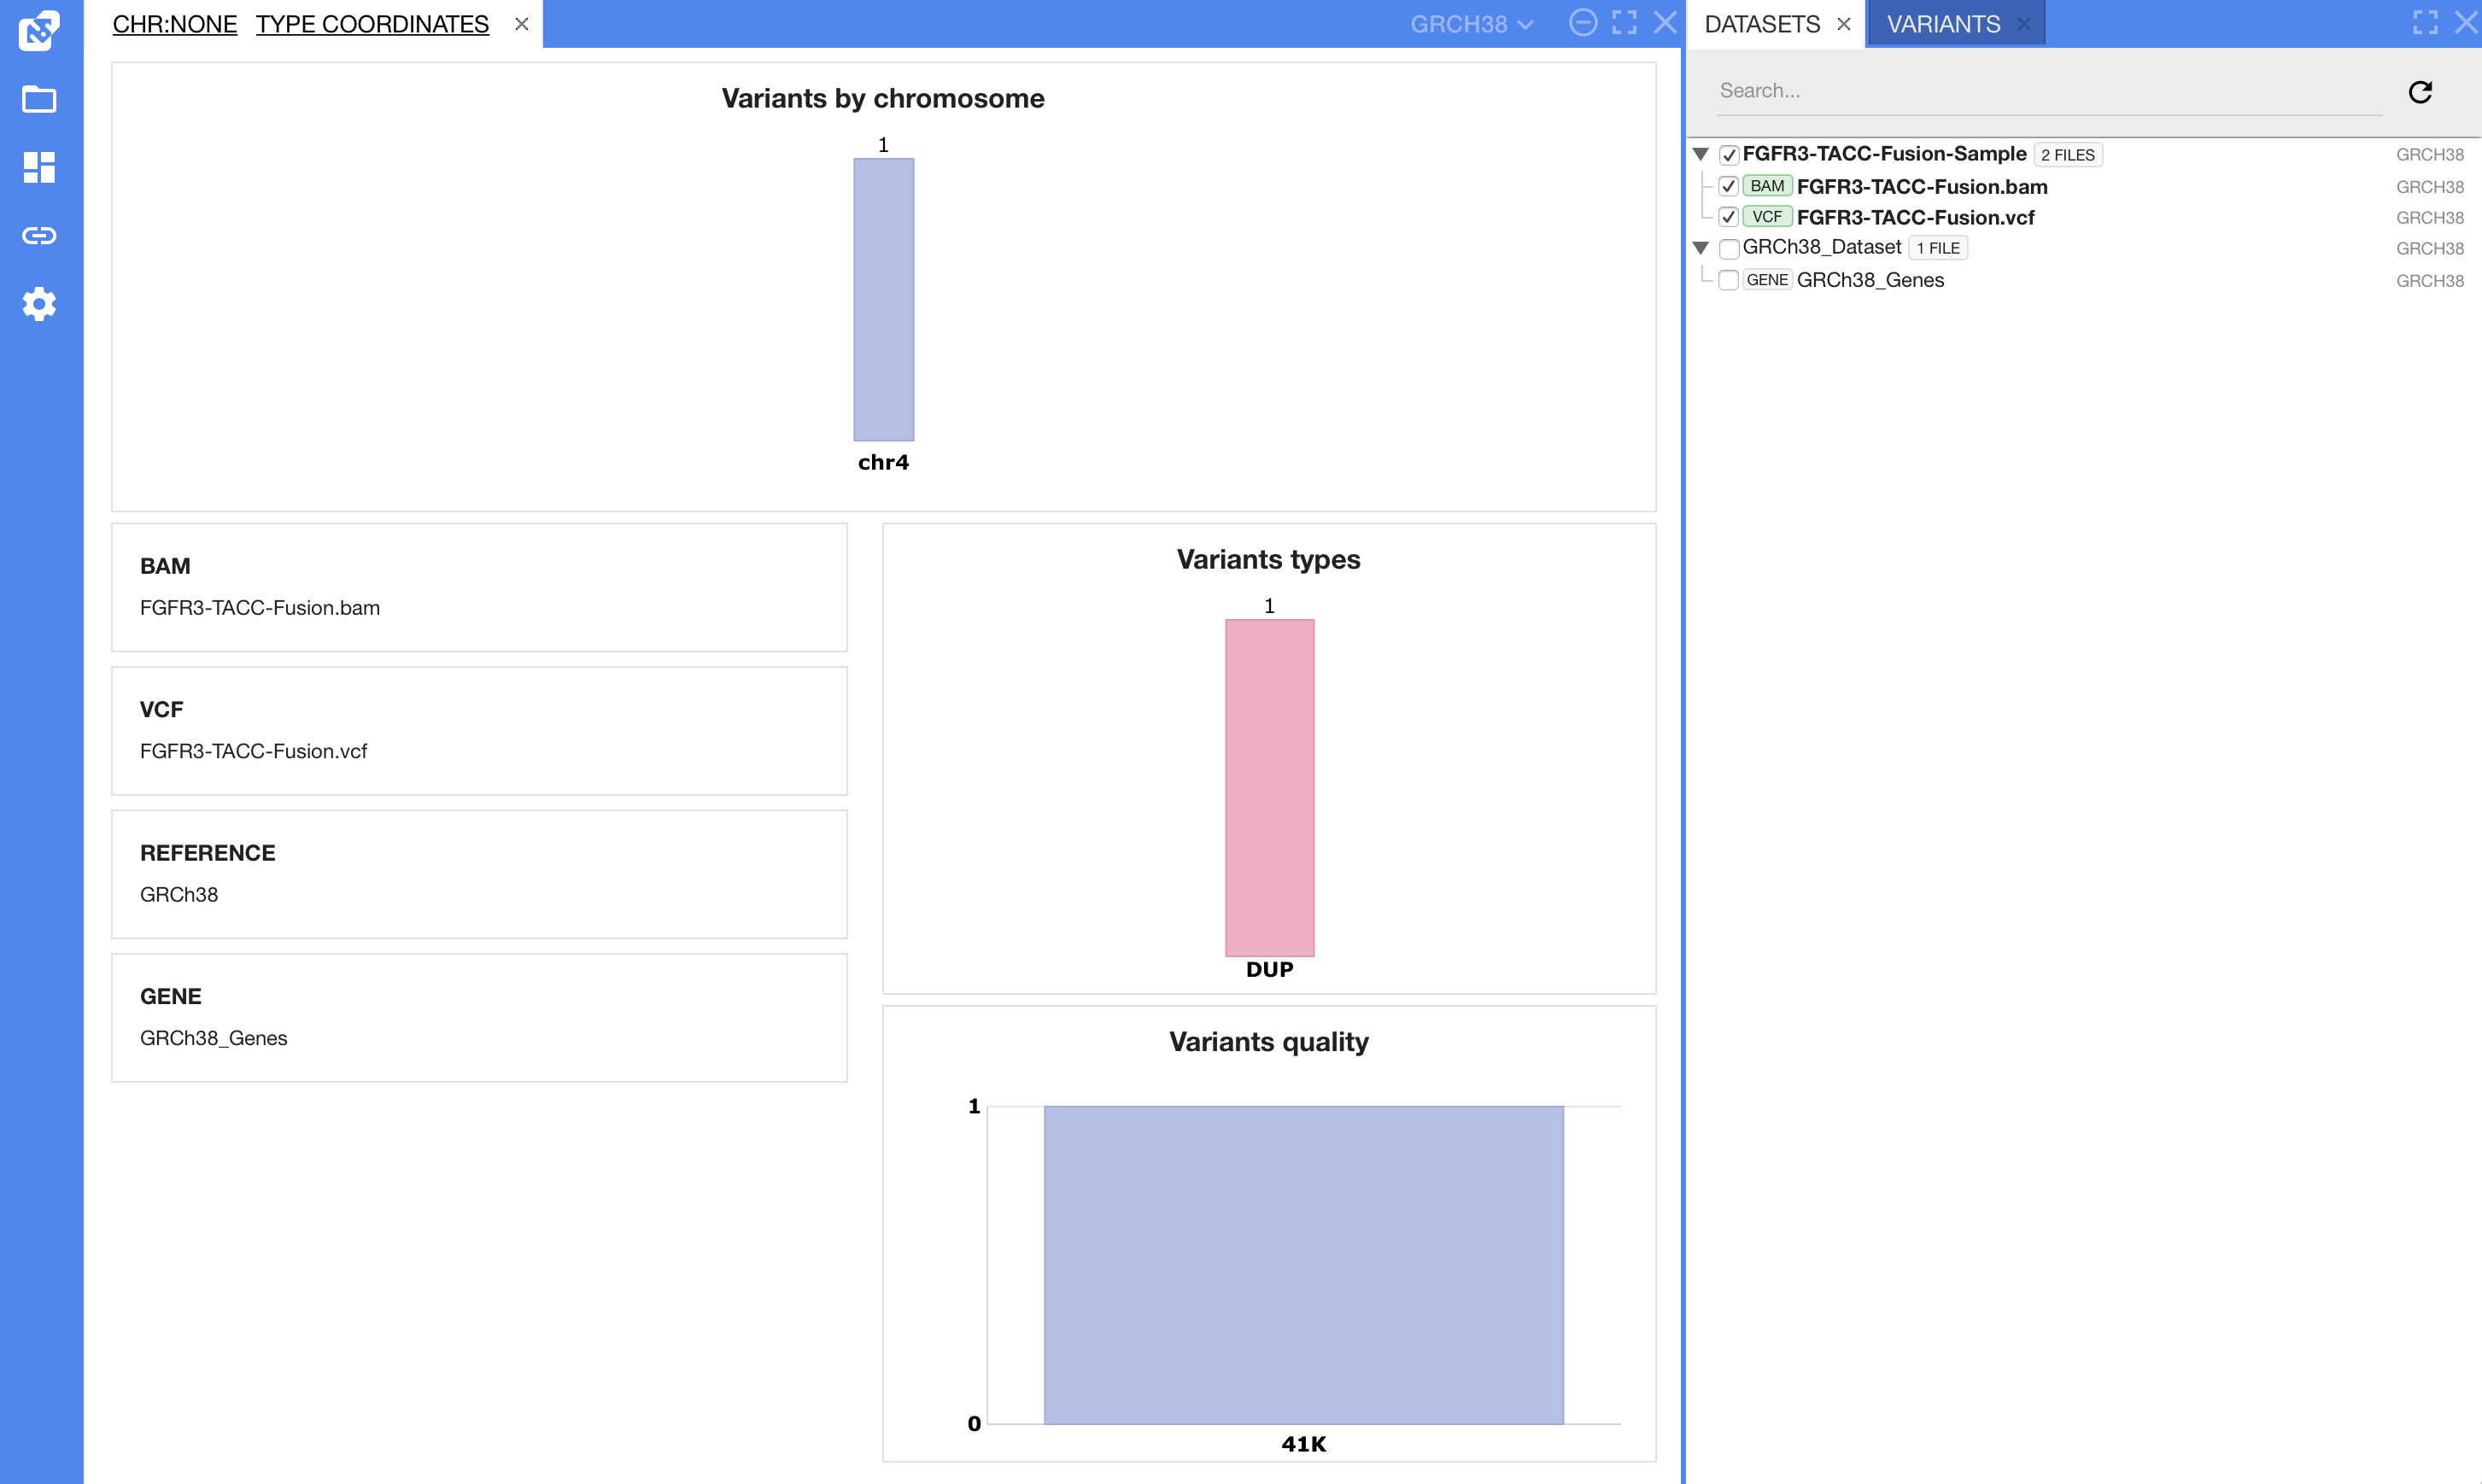 CHR:NONE TYPE COORDINATES
GRCH38
Variants by chromosome
1
chr4
BAM
FGFR3-TACC-Fusion.bam
VCF
FGFR3-TACC-Fusion.vcf
REFERENCE
GRCh38
GENE
GRCh38_Genes
Variants types
1
DUP
Variants quality
1
0
41K
DATASETS VARIANTS
Search...
FGFR3-TACC-Fusion-Sample 2 FILES GRCH38
BAM FGFR3-TACC-Fusion.bam GRCH38
VCF FGFR3-TACC-Fusion.vcf GRCH38
GRCh38_Dataset 1 FILE GRCH38
GENE GRCh38_Genes GRCH38